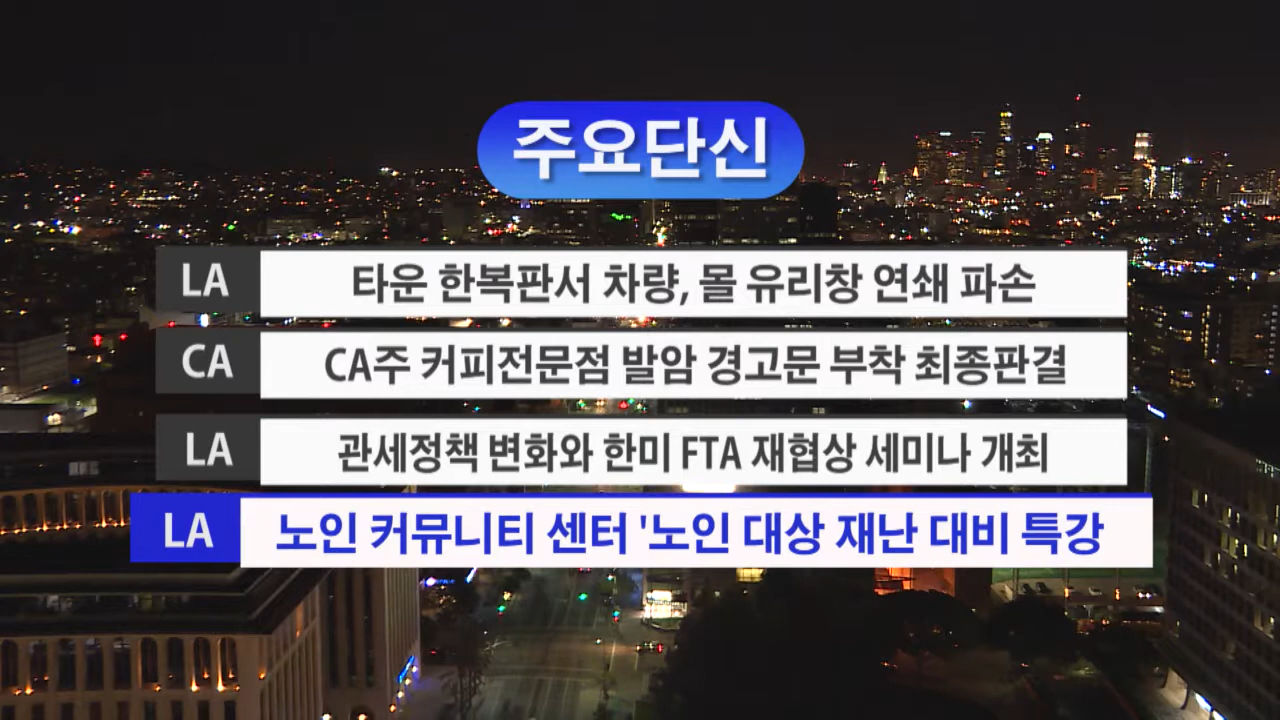 주요단신
LA 타운 한복판서 차량, 몰 유리창 연쇄 파손
CA CA주 커피전문점 발암 경고문 부착 최종판결
LA 관세정책 변화와 한미 FTA 재협상 세미나 개최
LA 노인 커뮤니티 센터 '노인 대상 재난 대비 특강